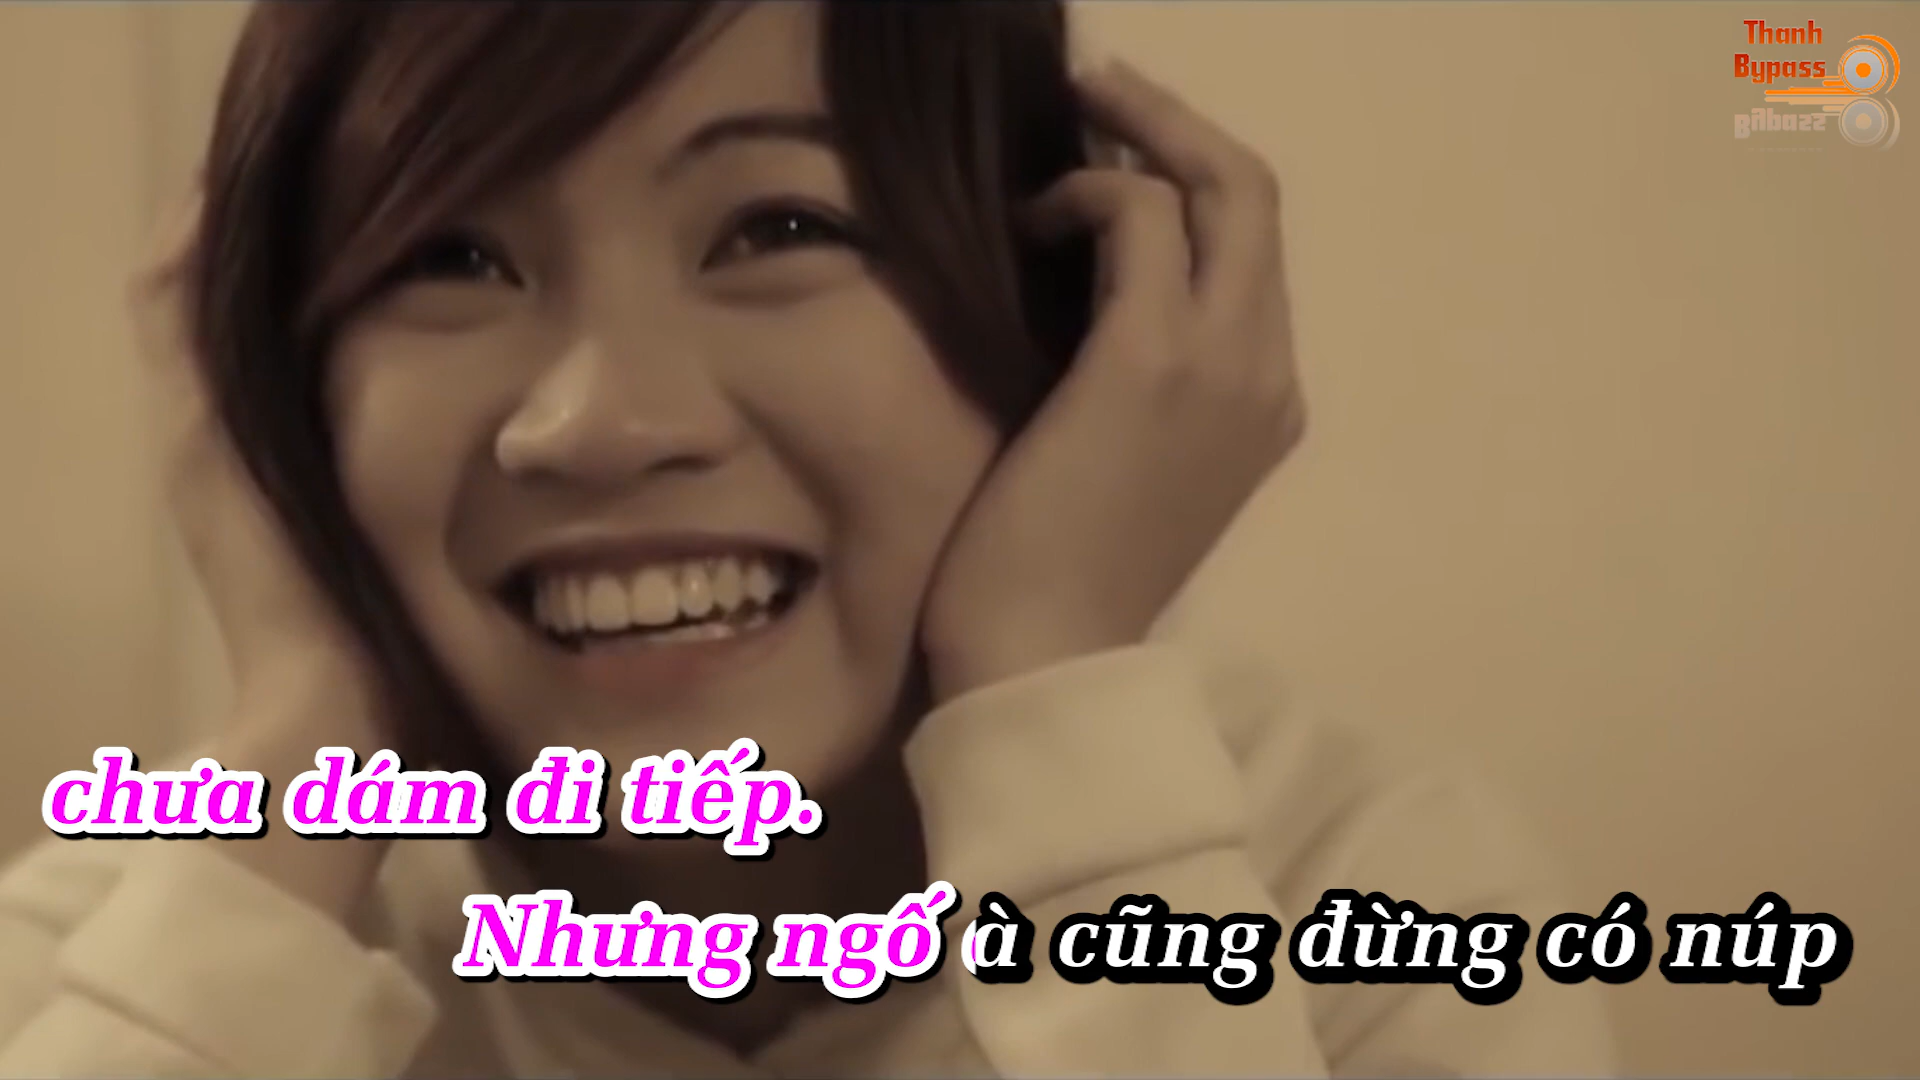 Thanh
Bypass
chưa dám đi tiếp.
Nhưng ngố à cũng đừng có núp